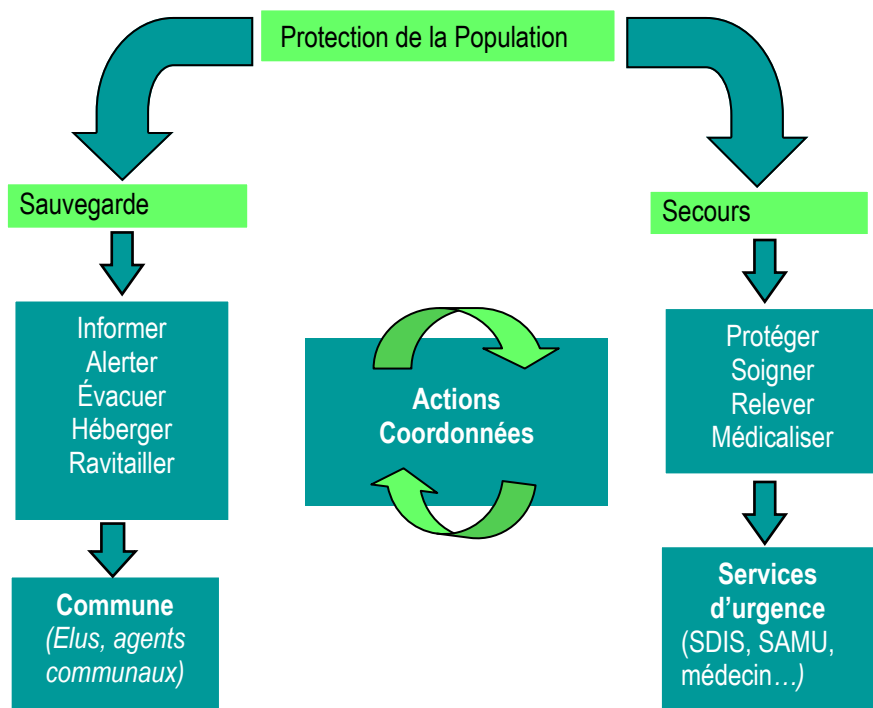 Protection de la Population
Sauvegarde
Secours
Informer
Alerter
Évacuer
Héberger
Ravitailler
Actions
Coordonnées
Protéger
Soigner
Relever
Médicaliser
Commune
(Elus, agents
communaux)
Services
d’urgence
(SDIS, SAMU,
médecin…)